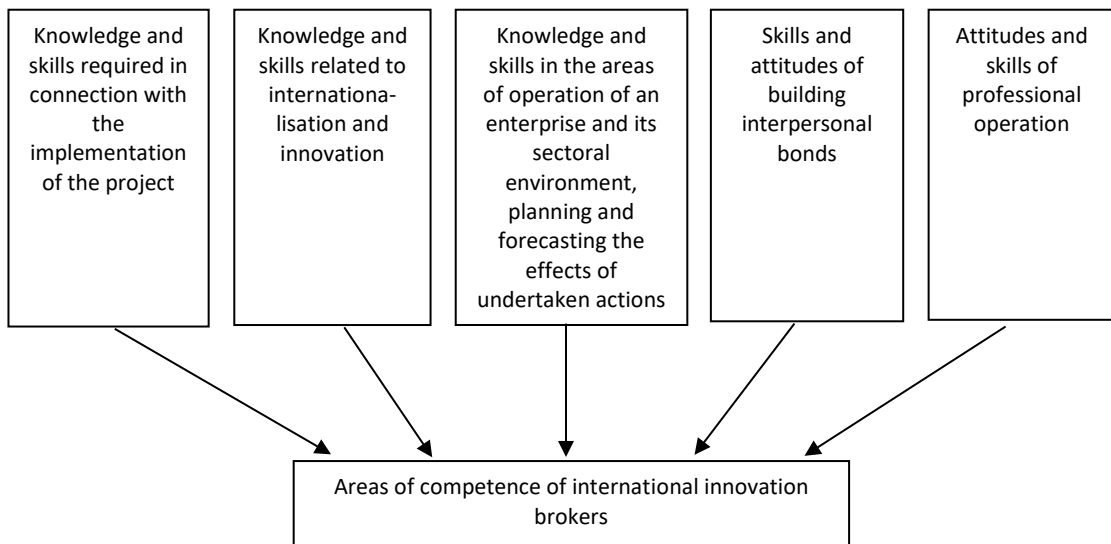 Knowledge and
skills required in
connection with
the
implementation
of the project
Knowledge and
skills related to
internationa-
lisation and
innovation
Knowledge and
skills in the areas
of operation of an
enterprise and its
sectoral
environment,
planning and
forecasting the
effects of
undertaken actions
Skills and
attitudes of
building
interpersonal
bonds
Attitudes and
skills of
professional
operation
Areas of competence of international innovation
brokers